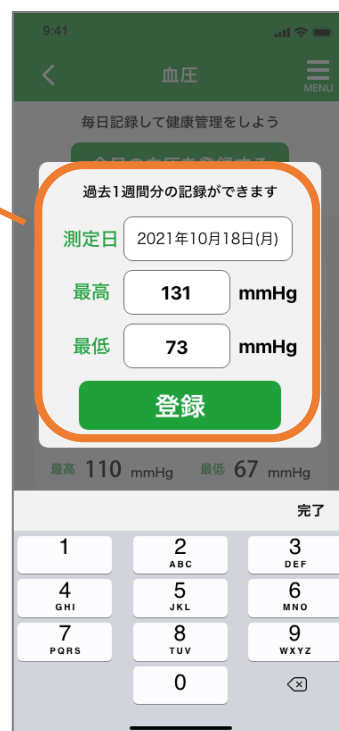 9:41
血圧
MENU
毎日記録して健康管理をしよう
過去1週間分の記録ができます
測定日 2021年10月18日(月)
最高 131 mmHg
最低 73 mmHg
登録
最高 110 mmHg 最低 67 mmHg
完了
1 2 3
ABC DEF
4 5 6
GHI JKL MNO
7 8 9
PQRS TUV WXYZ
0